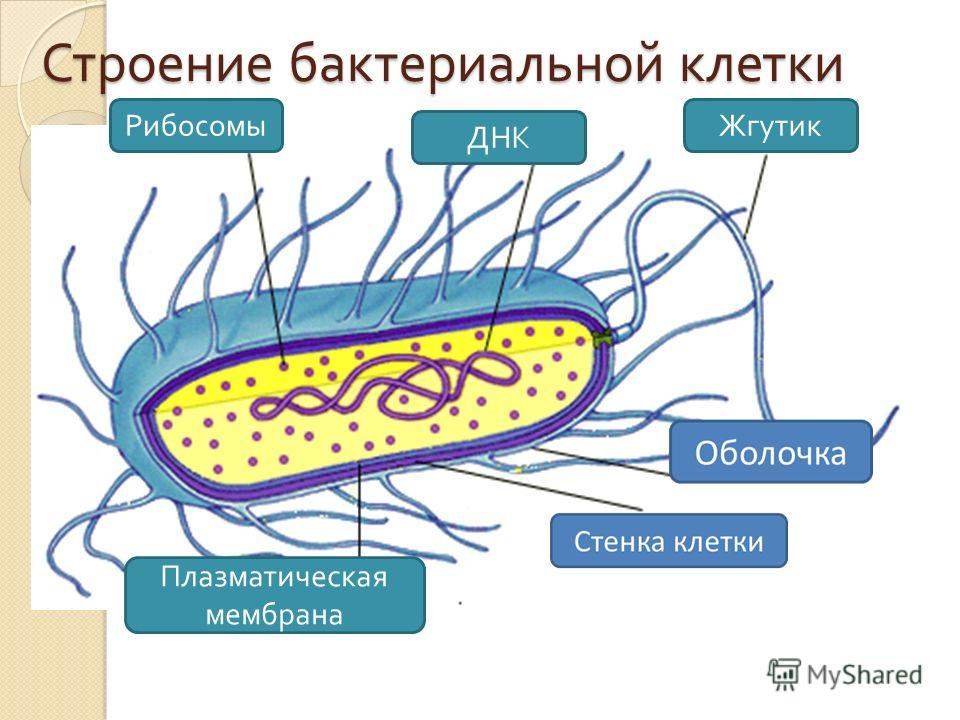 Строение бактериальной клетки
Рибосомы
ДНК
Жгутик
Оболочка
Стенка клетки
Плазматическая
мембрана
MyShared